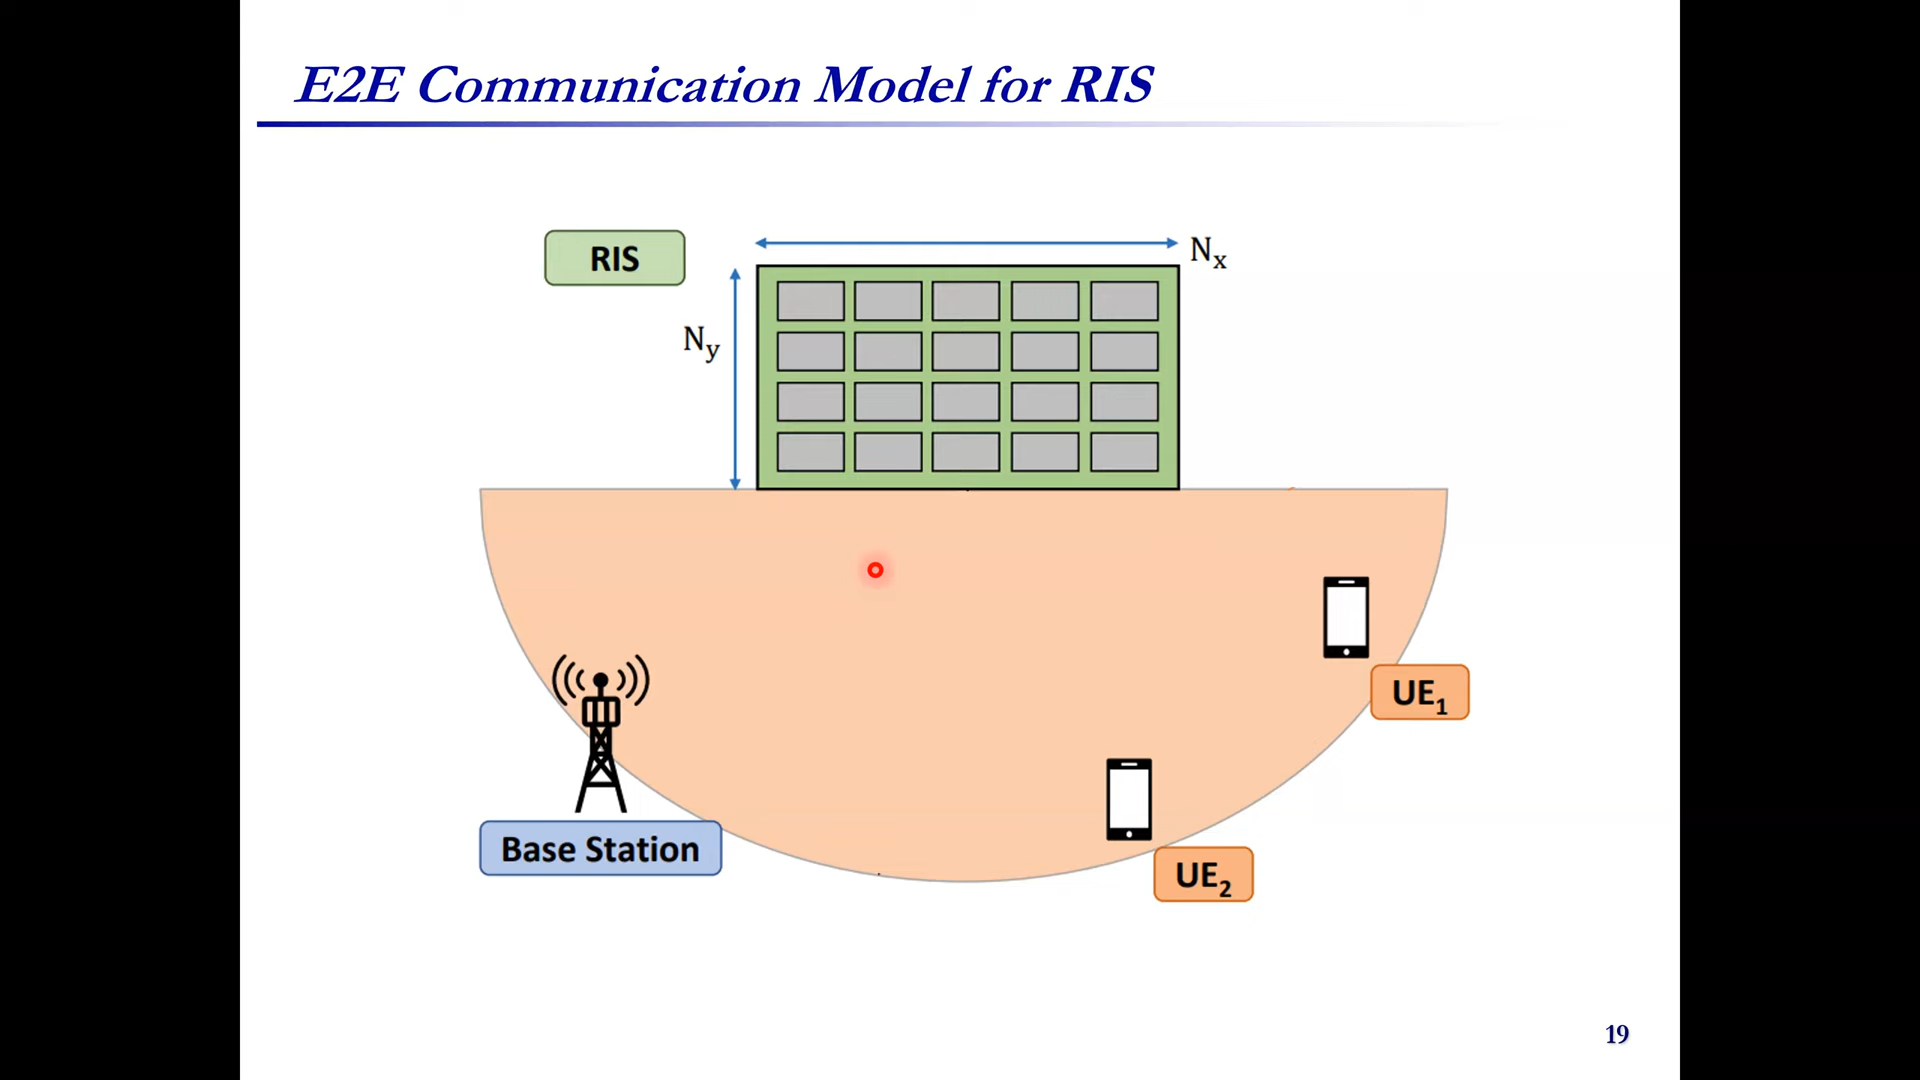 E2E Communication Model for RIS
RIS
Nx
Ny
UE1
Base Station
UE2
19